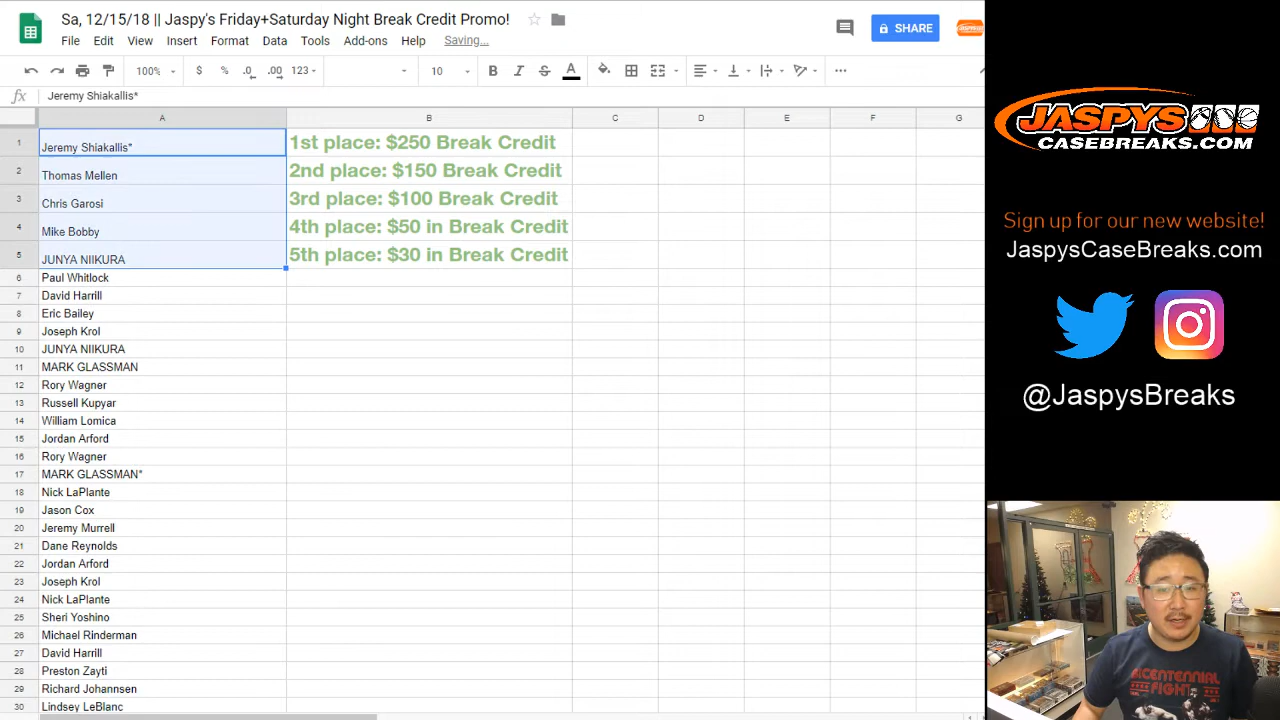 Sa, 12/15/18 || Jaspy's Friday+Saturday Night Break Credit Promo!
File Edit View Insert Format Data Tools Add-ons Help Saving...
SHARE
100% $ % .0 .00 123 10 B I S A
fx Jeremy Shiakallis*
A B C D E F G
1 Jeremy Shiakallis* 1st place: $250 Break Credit
2 Thomas Mellen 2nd place: $150 Break Credit
3 Chris Garosi 3rd place: $100 Break Credit
4 Mike Bobby 4th place: $50 in Break Credit
5 JUNYA NIIKURA 5th place: $30 in Break Credit
6 Paul Whitlock
7 David Harrill
8 Eric Bailey
9 Joseph Krol
10 JUNYA NIIKURA
11 MARK GLASSMAN
12 Rory Wagner
13 Russell Kupyar
14 William Lomica
15 Jordan Arford
16 Rory Wagner
17 MARK GLASSMAN*
18 Nick LaPlante
19 Jason Cox
20 Jeremy Murrell
21 Dane Reynolds
22 Jordan Arford
23 Joseph Krol
24 Nick LaPlante
25 Sheri Yoshino
26 Michael Rinderman
27 David Harrill
28 Preston Zayti
29 Richard Johannsen
30 Lindsey LeBlanc
JASPYS
CASEBREAKS.COM
Sign up for our new website!
JaspysCaseBreaks.com
@JaspysBreaks
BICENTENNIAL
FIGHT